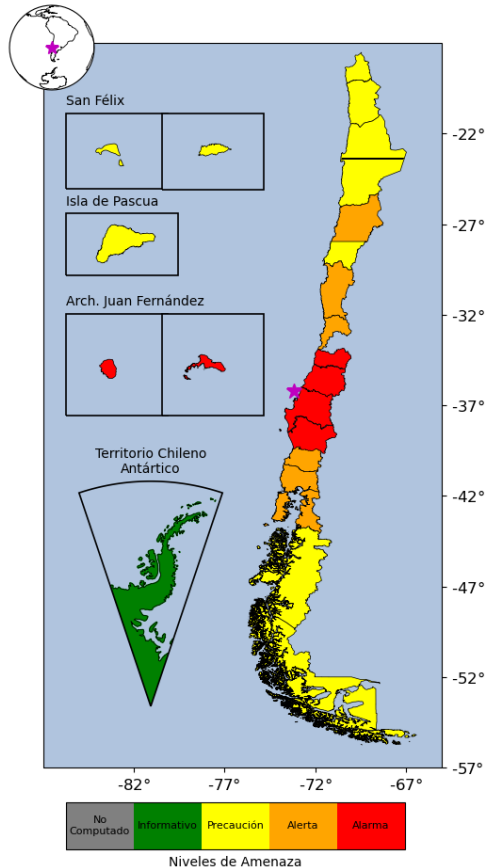 San Félix
Isla de Pascua
Arch. Juan Fernández
Territorio Chileno
Antártico
-22°
-27°
-32°
-37°
-42°
-47°
-52°
-57°
-82°
-77°
-72°
-67°
No
Computado
Informativo
Precaución
Alerta
Alarma
Niveles de Amenaza